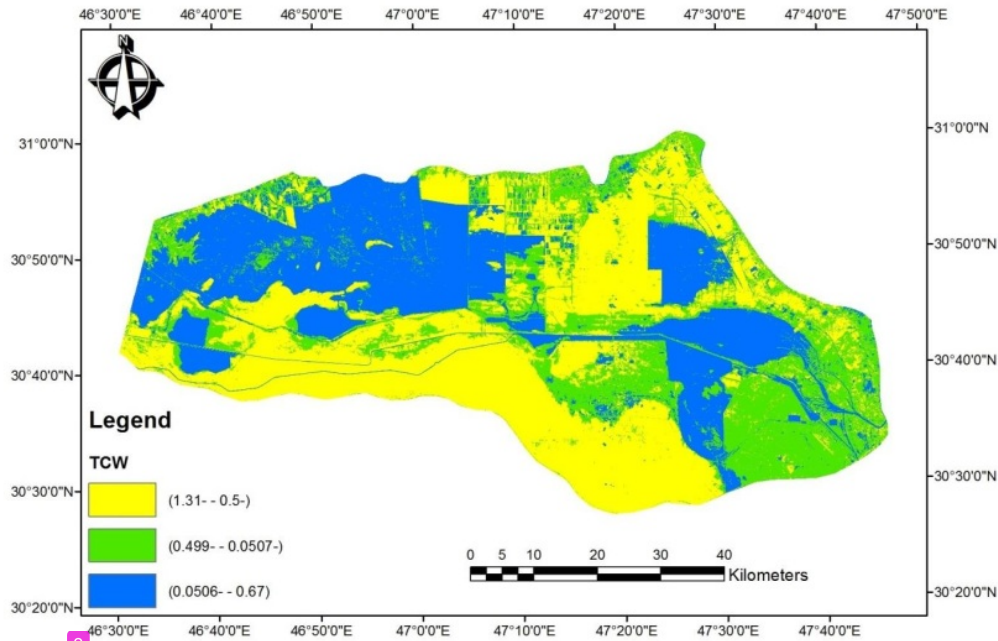 46°30'0"E 46°40'0"E 46°50'0"E 47°0'0"E 47°10'0"E 47°20'0"E 47°30'0"E 47°40'0"E 47°50'0"E
N
31°0'0"N 31°0'0"N
30°50'0"N 30°50'0"N
30°40'0"N 30°40'0"N
Legend
TCW
30°30'0"N 30°30'0"N
(1.31- - 0.5-)
(0.499- - 0.0507-)
0 5 10 20 30 40
Kilometers
(0.0506- - 0.67)
30°20'0"N 30°20'0"N
46°30'0"E 46°40'0"E 46°50'0"E 47°0'0"E 47°10'0"E 47°20'0"E 47°30'0"E 47°40'0"E